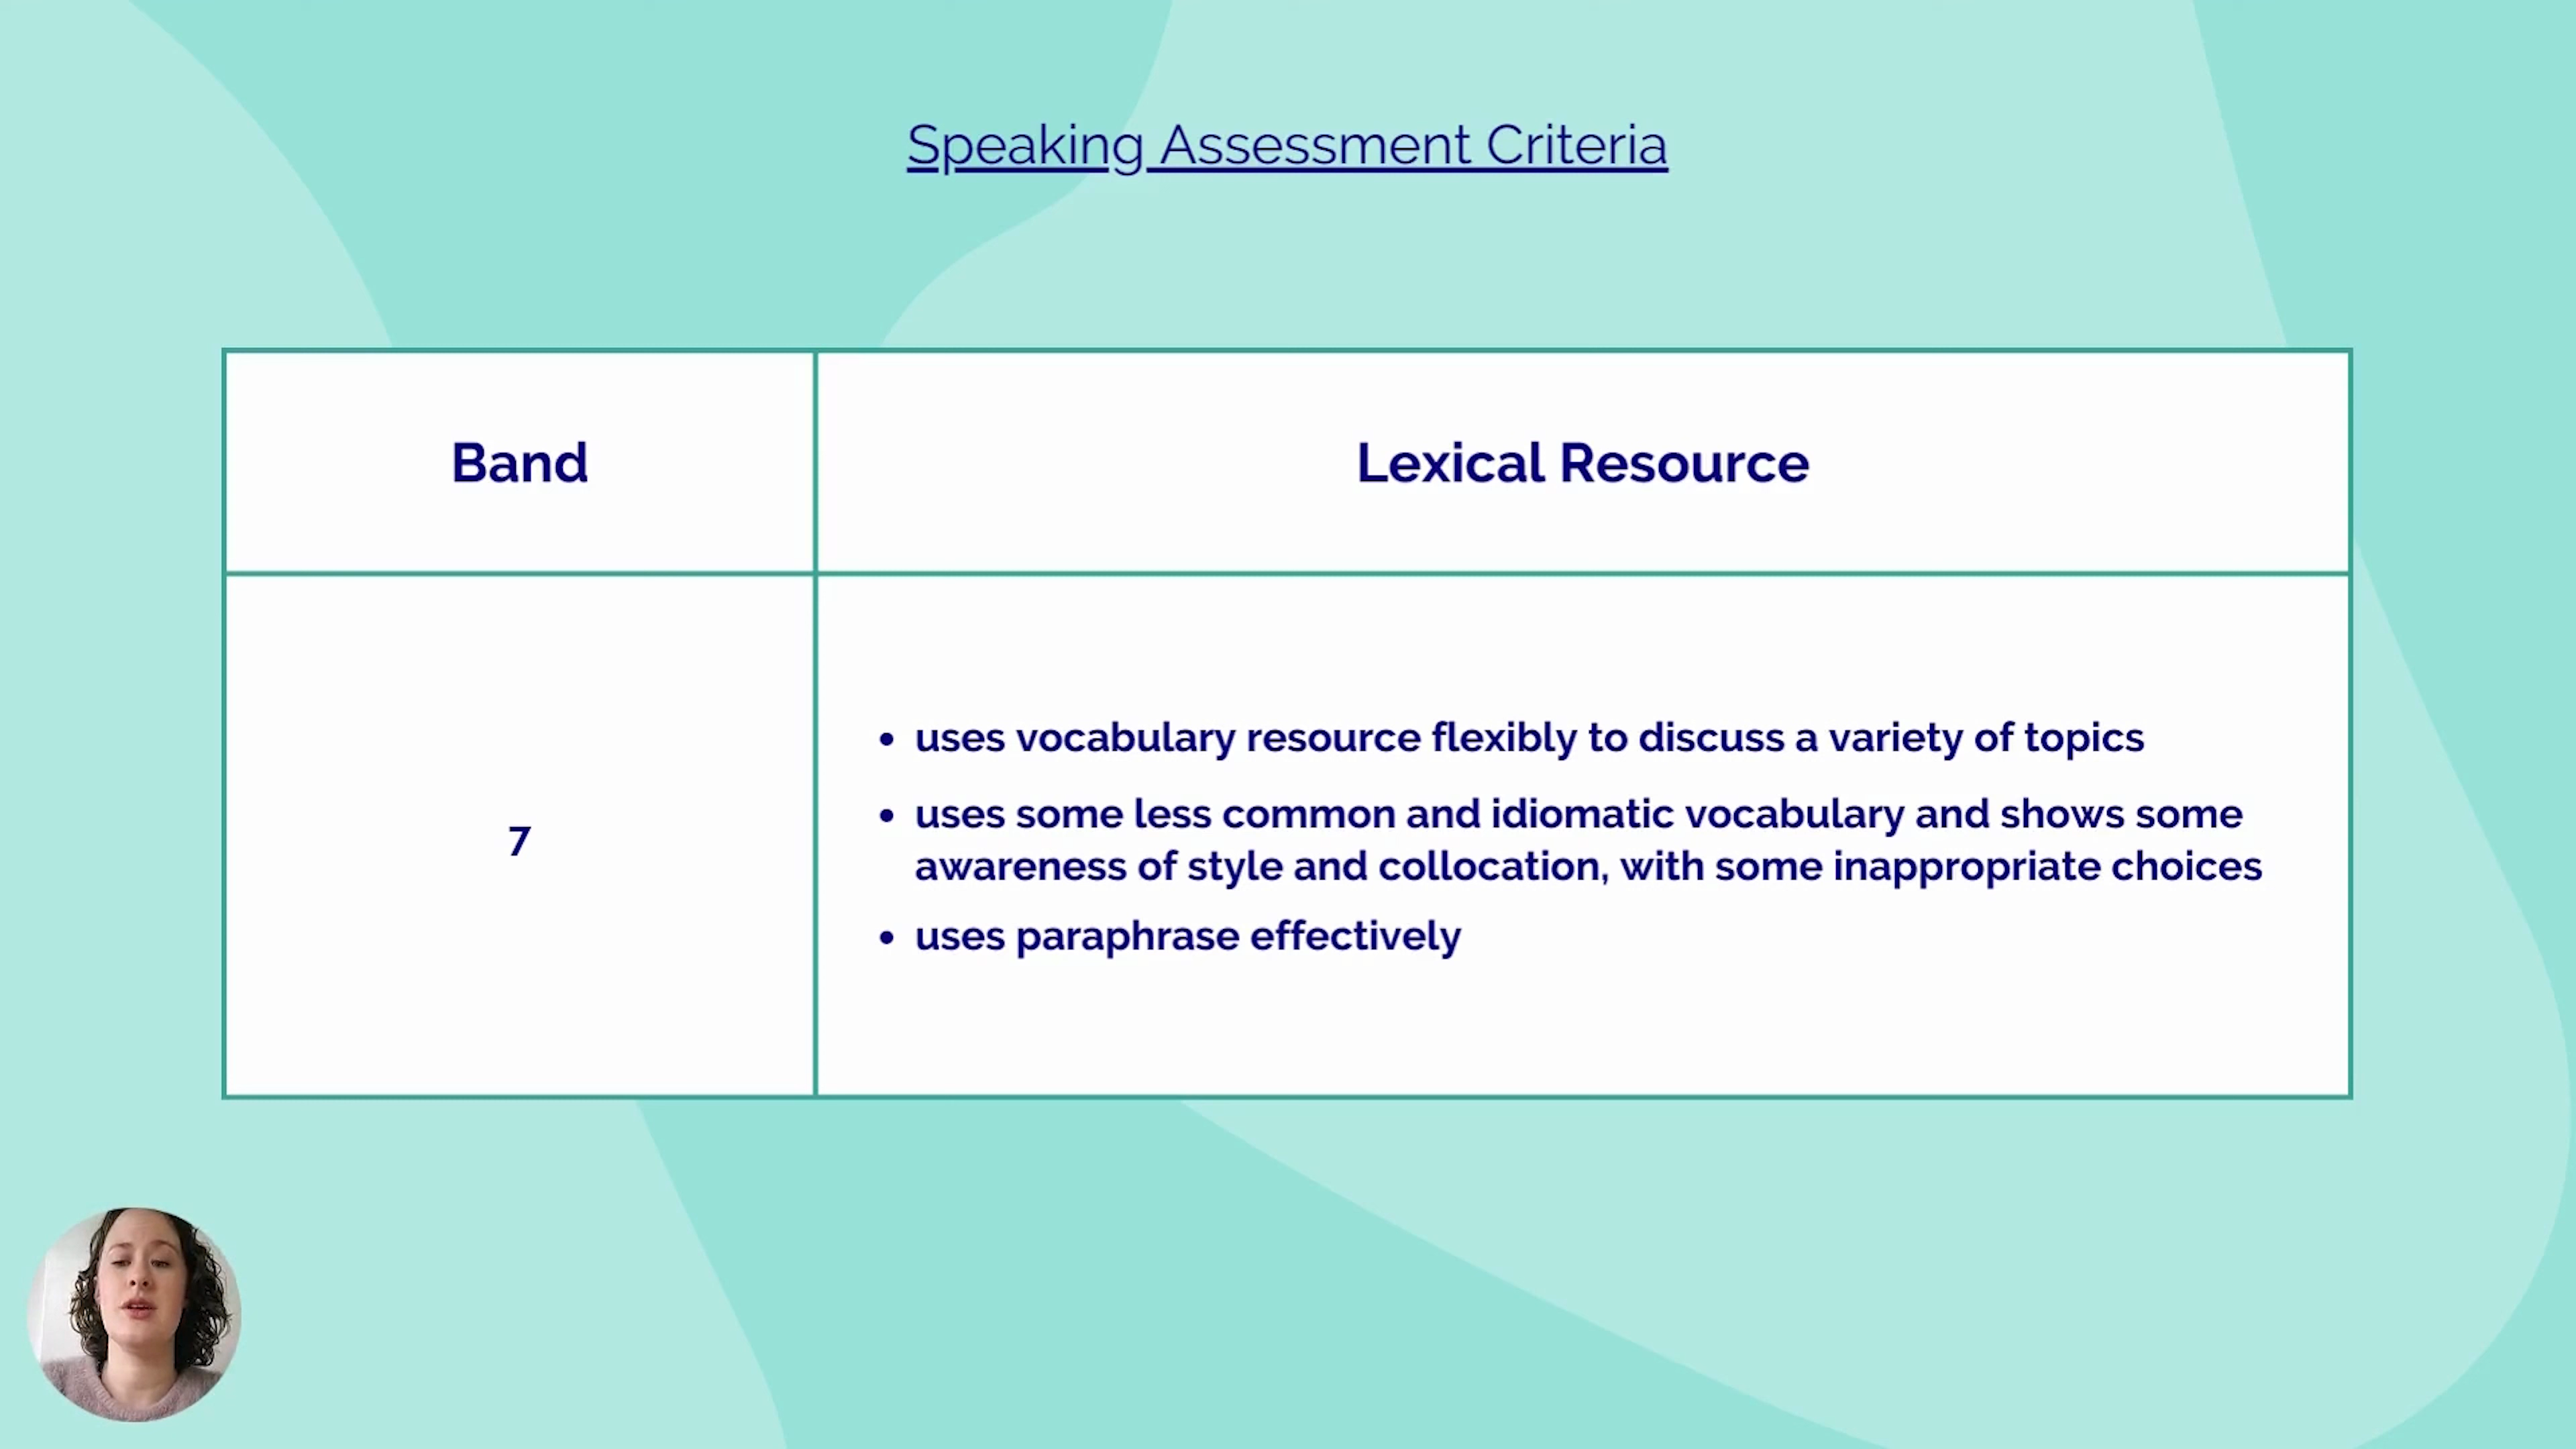 Speaking Assessment Criteria
Band
Lexical Resource
7
• uses vocabulary resource flexibly to discuss a variety of topics
• uses some less common and idiomatic vocabulary and shows some
awareness of style and collocation, with some inappropriate choices
• uses paraphrase effectively